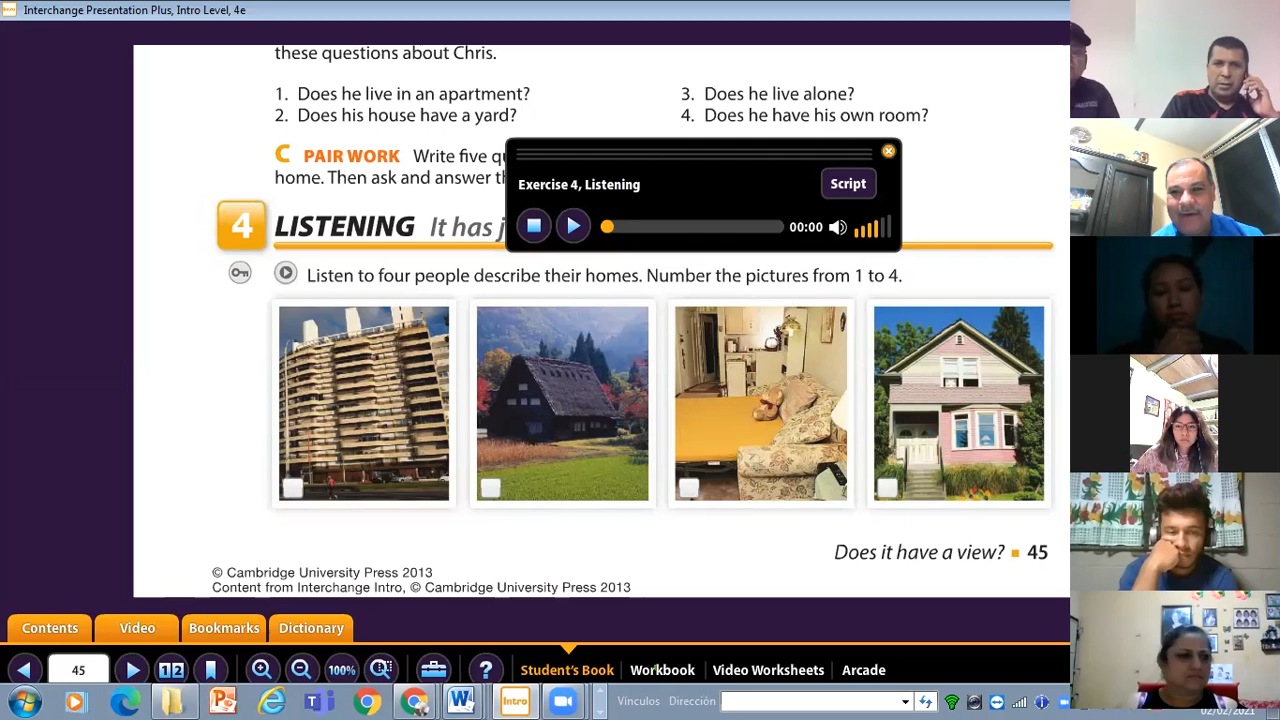 Interchange Presentation Plus, Intro Level, 4e
these questions about Chris.
1. Does he live in an apartment?
2. Does his house have a yard?
3. Does he live alone?
4. Does he have his own room?
C PAIR WORK Write five qu
home. Then ask and answer th
Exercise 4, Listening
Script
00:00
4 LISTENING It has j
Listen to four people describe their homes. Number the pictures from 1 to 4.
Does it have a view? ■ 45
© Cambridge University Press 2013
Content from Interchange Intro, © Cambridge University Press 2013
Contents
Video
Bookmarks
Dictionary
45
12
100%
?
Student's Book
Workbook
Video Worksheets
Arcade
Intro
Vínculos
Dirección
02/02/2021